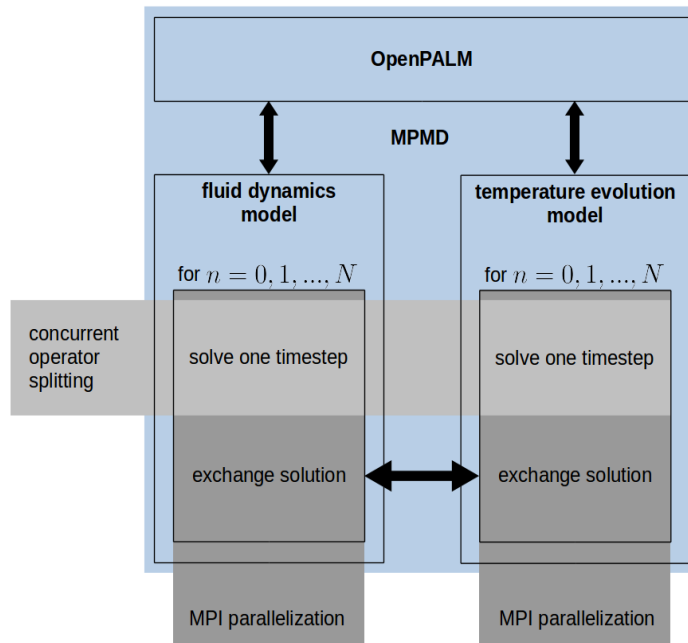 OpenPALM
MPMD
fluid dynamics
model
temperature evolution
model
for n = 0, 1, ..., N
for n = 0, 1, ..., N
concurrent
operator
splitting
solve one timestep
solve one timestep
exchange solution
exchange solution
MPI parallelization
MPI parallelization